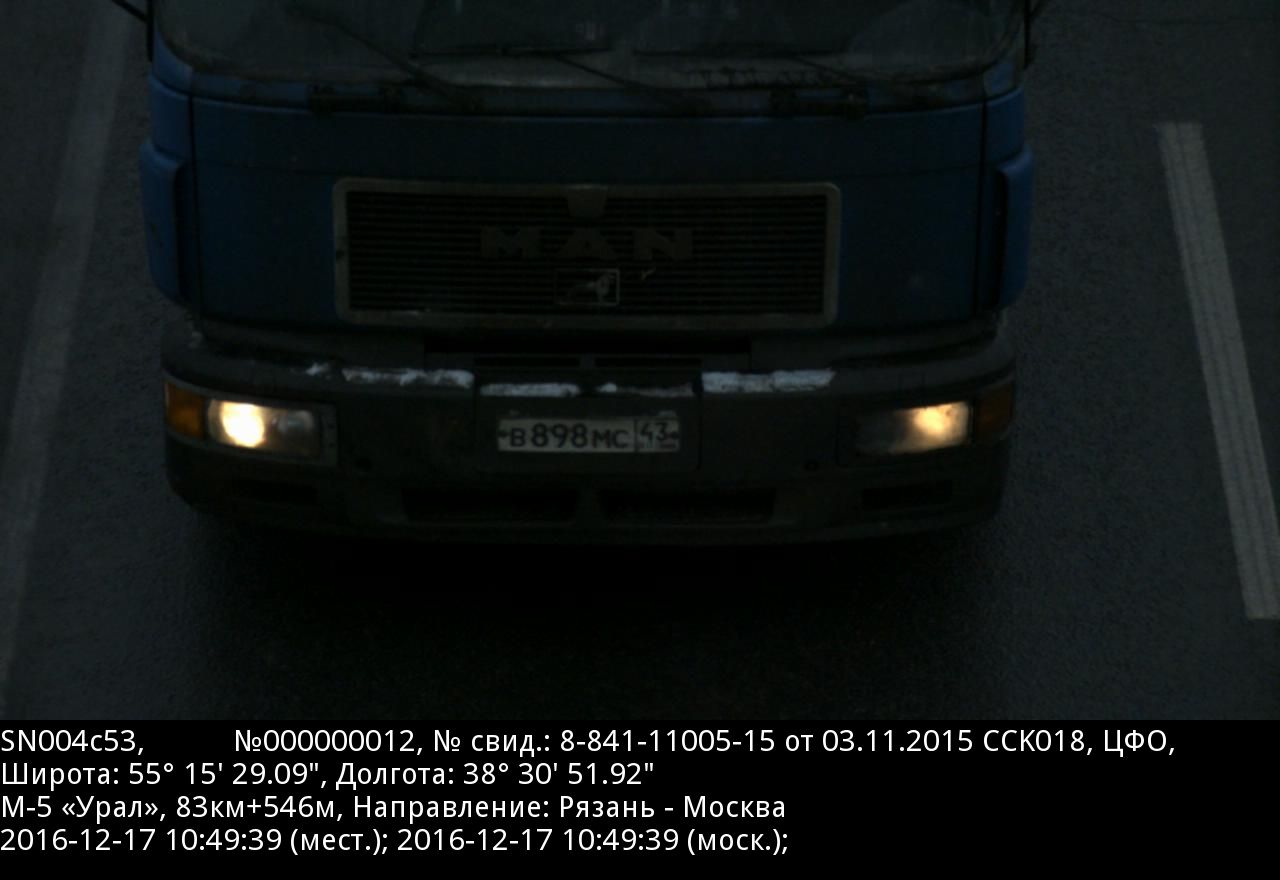 MAN
В898МС 43
SN004c53, №000000012, № свид.: 8-841-11005-15 от 03.11.2015 ССК018, ЦФО,
Широта: 55° 15' 29.09", Долгота: 38° 30' 51.92"
М-5 «Урал», 83км+546м, Направление: Рязань - Москва
2016-12-17 10:49:39 (мест.); 2016-12-17 10:49:39 (моск.);